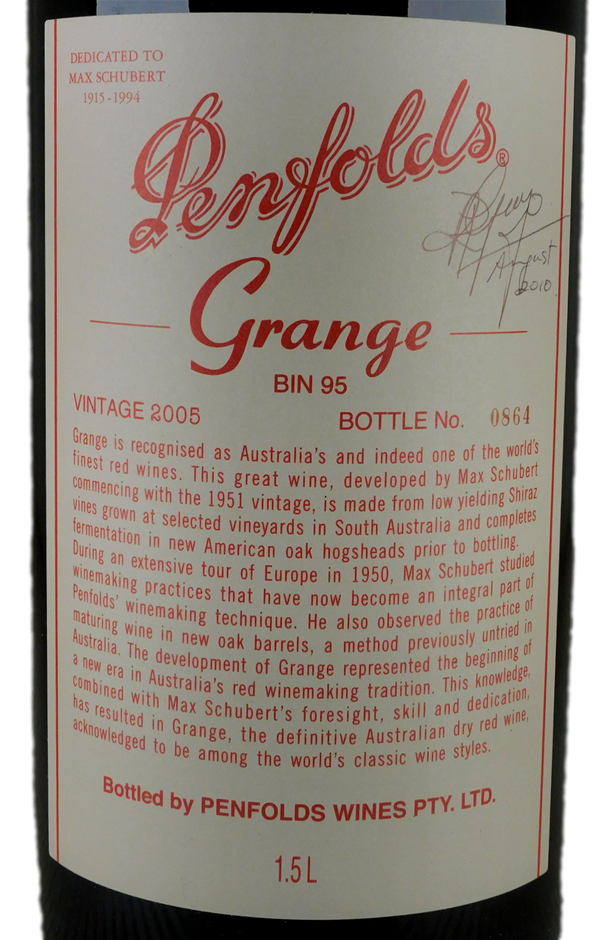 DEDICATED TO
MAX SCHUBERT
1915-1994
Penfolds®
August
2010
Grange
BIN 95
VINTAGE 2005 BOTTLE No. 0864
Grange is recognised as Australia's and indeed one of the world's
finest red wines. This great wine, developed by Max Schubert
commencing with the 1951 vintage, is made from low yielding Shiraz
vines grown at selected vineyards in South Australia and completes
fermentation in new American oak hogsheads prior to bottling.
During an extensive tour of Europe in 1950, Max Schubert studied
winemaking practices that have now become an integral part of
Penfolds' winemaking technique. He also observed the practice of
maturing wine in new oak barrels, a method previously untried in
Australia. The development of Grange represented the beginning of
a new era in Australia's red winemaking tradition. This knowledge,
combined with Max Schubert's foresight, skill and dedication,
has resulted in Grange, the definitive Australian dry red wine,
acknowledged to be among the world's classic wine styles.
Bottled by PENFOLDS WINES PTY. LTD.
1.5 L